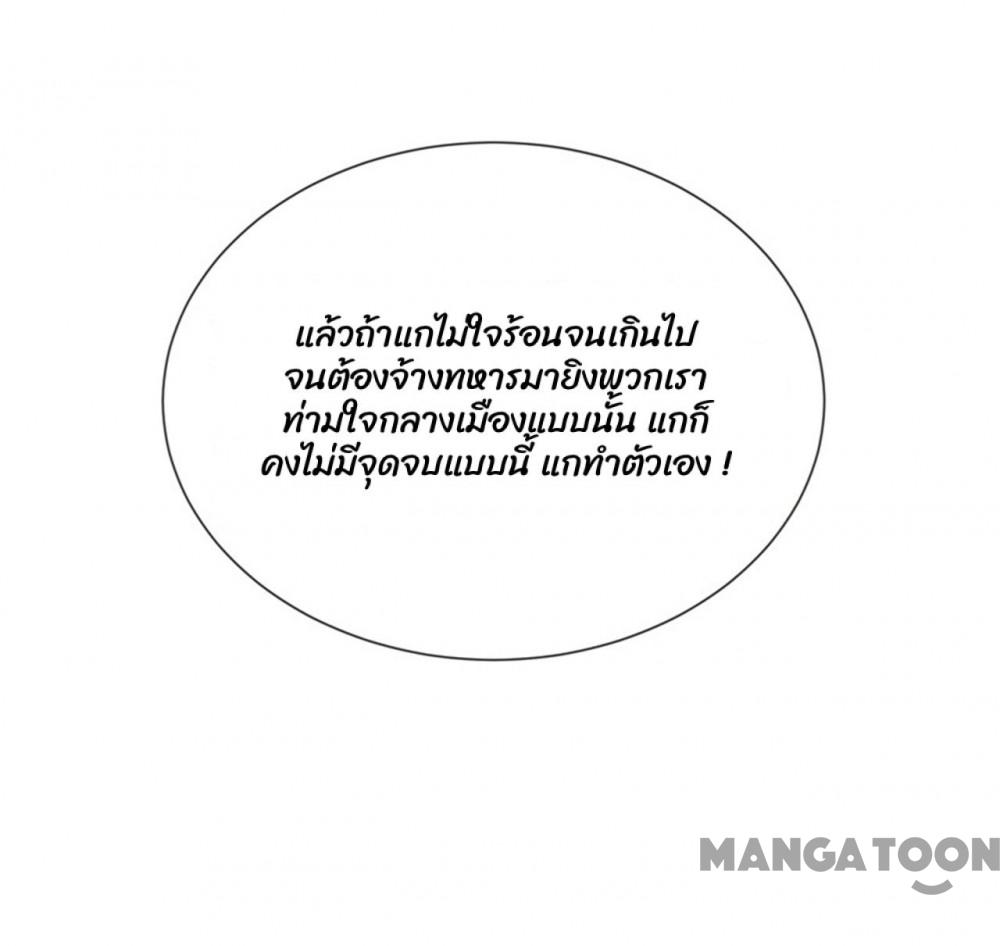 แล้วถ้าแกไม่ใจร้อนจนเกินไป
จนต้องจ้างทหารมายิงพวกเรา
ท่ามใจกลางเมืองแบบนั้น แกก็
คงไม่มีจุดจบแบบนี้ แกทำตัวเอง !
MANGATOON